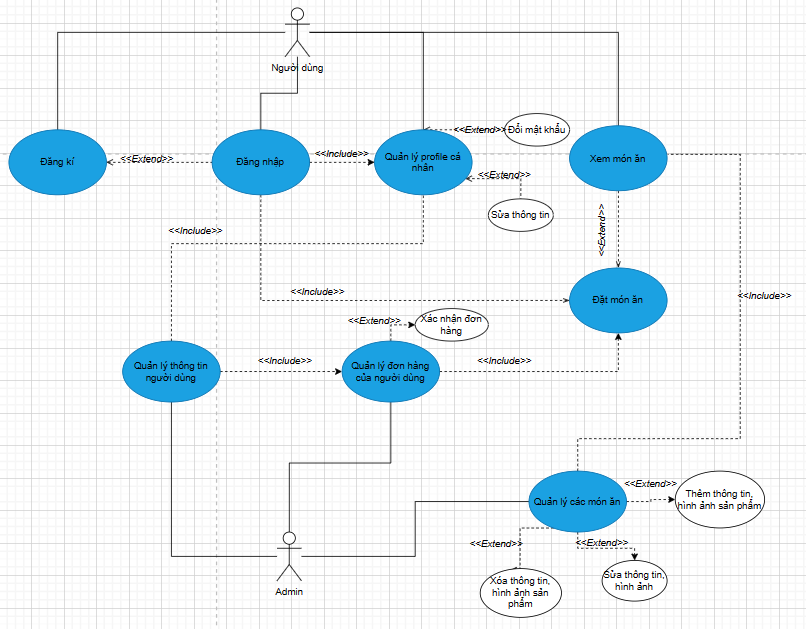 Người dùng
<<Extend>>
Đổi mật khẩu
Đăng kí
<<Extend>>
Đăng nhập
<<Include>>
Quản lý profile cá
nhân
Xem món ăn
<<Extend>>
Sửa thông tin
<<Include>>
<<Extend>>
<<Include>>
Đặt món ăn
<<Include>>
<<Extend>>
Xác nhận đơn
hàng
Quản lý thông tin
người dùng
<<Include>>
Quản lý đơn hàng
của người dùng
<<Include>>
<<Extend>>
Thêm thông tin,
hình ảnh sản phẩm
Quản lý các món ăn
<<Extend>>
<<Extend>>
Admin
Xóa thông tin,
hình ảnh sản
phẩm
Sửa thông tin,
hình ảnh